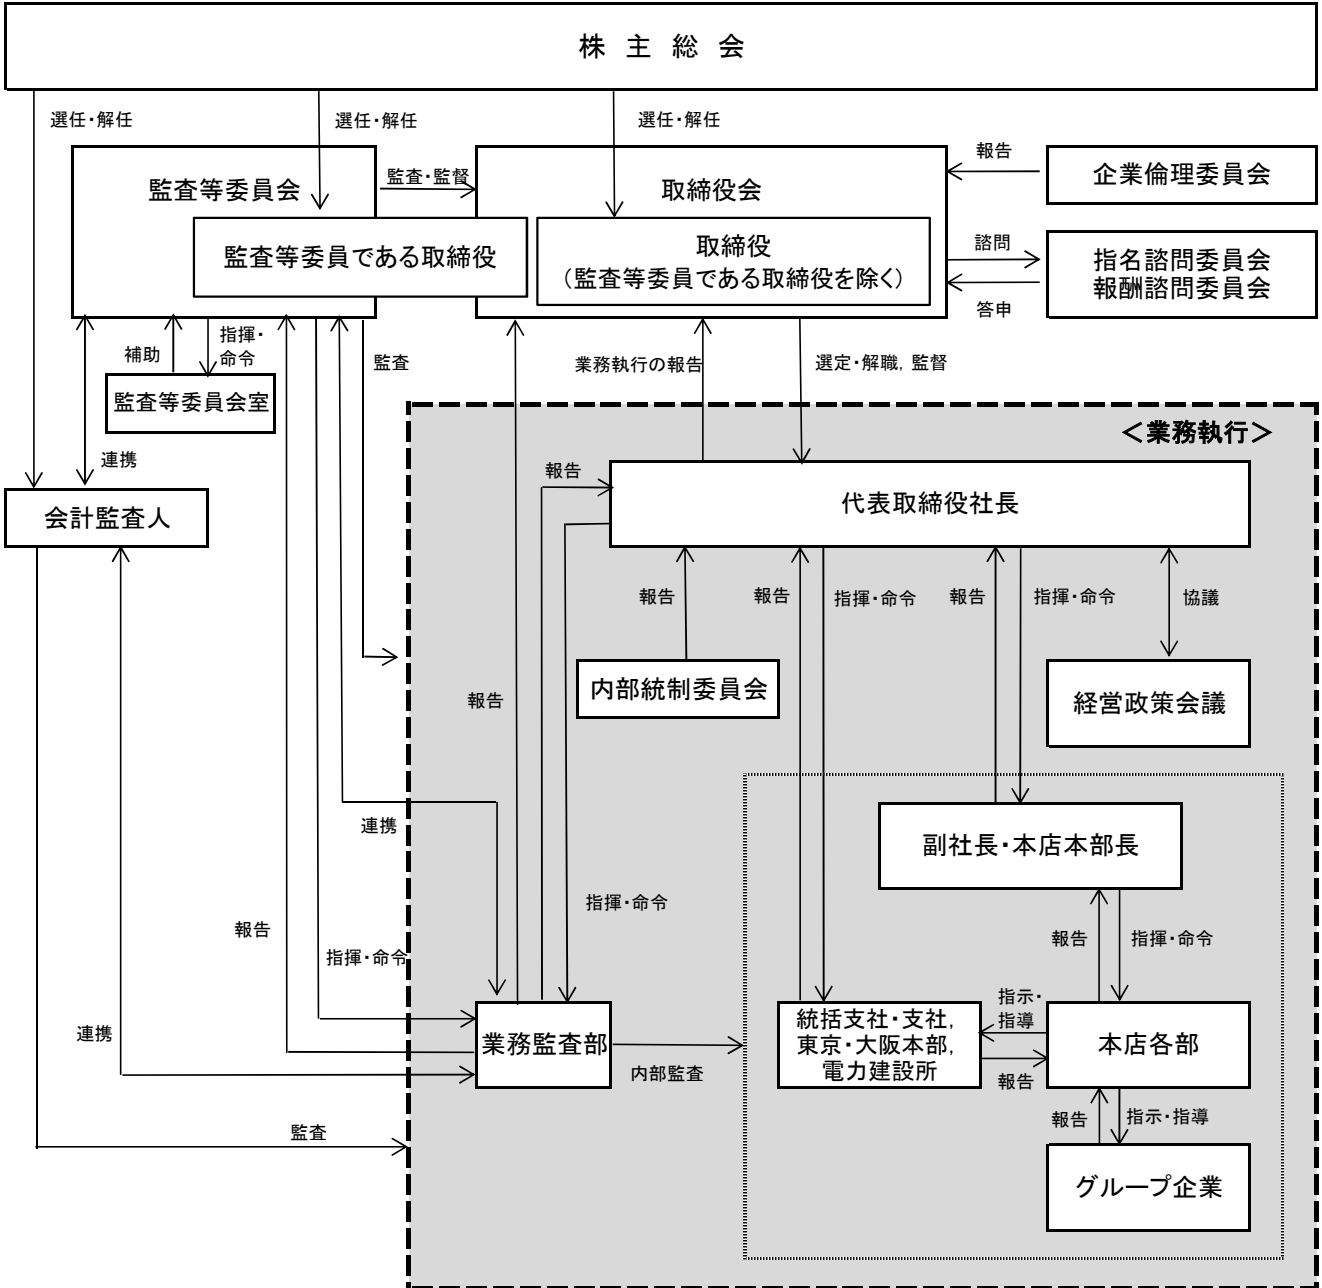 株 主 総 会
選任・解任
選任・解任
選任・解任
監査等委員会
監査・監督
取締役会
報告
企業倫理委員会
監査等委員である取締役
取締役
（監査等委員である取締役を除く）
諮問
答申
指名諮問委員会
報酬諮問委員会
補助
指揮・
命令
監査
業務執行の報告
選定・解職，監督
監査等委員会室
連携
＜業務執行＞
報告
代表取締役社長
会計監査人
報告
報告
指揮・命令
報告
指揮・命令
協議
内部統制委員会
経営政策会議
報告
連携
副社長・本店本部長
指揮・命令
報告
指揮・命令
報告
指揮・命令
連携
業務監査部
内部監査
統括支社・支社，
東京・大阪本部，
電力建設所
指示・
指導
報告
本店各部
報告
指示・指導
監査
グループ企業